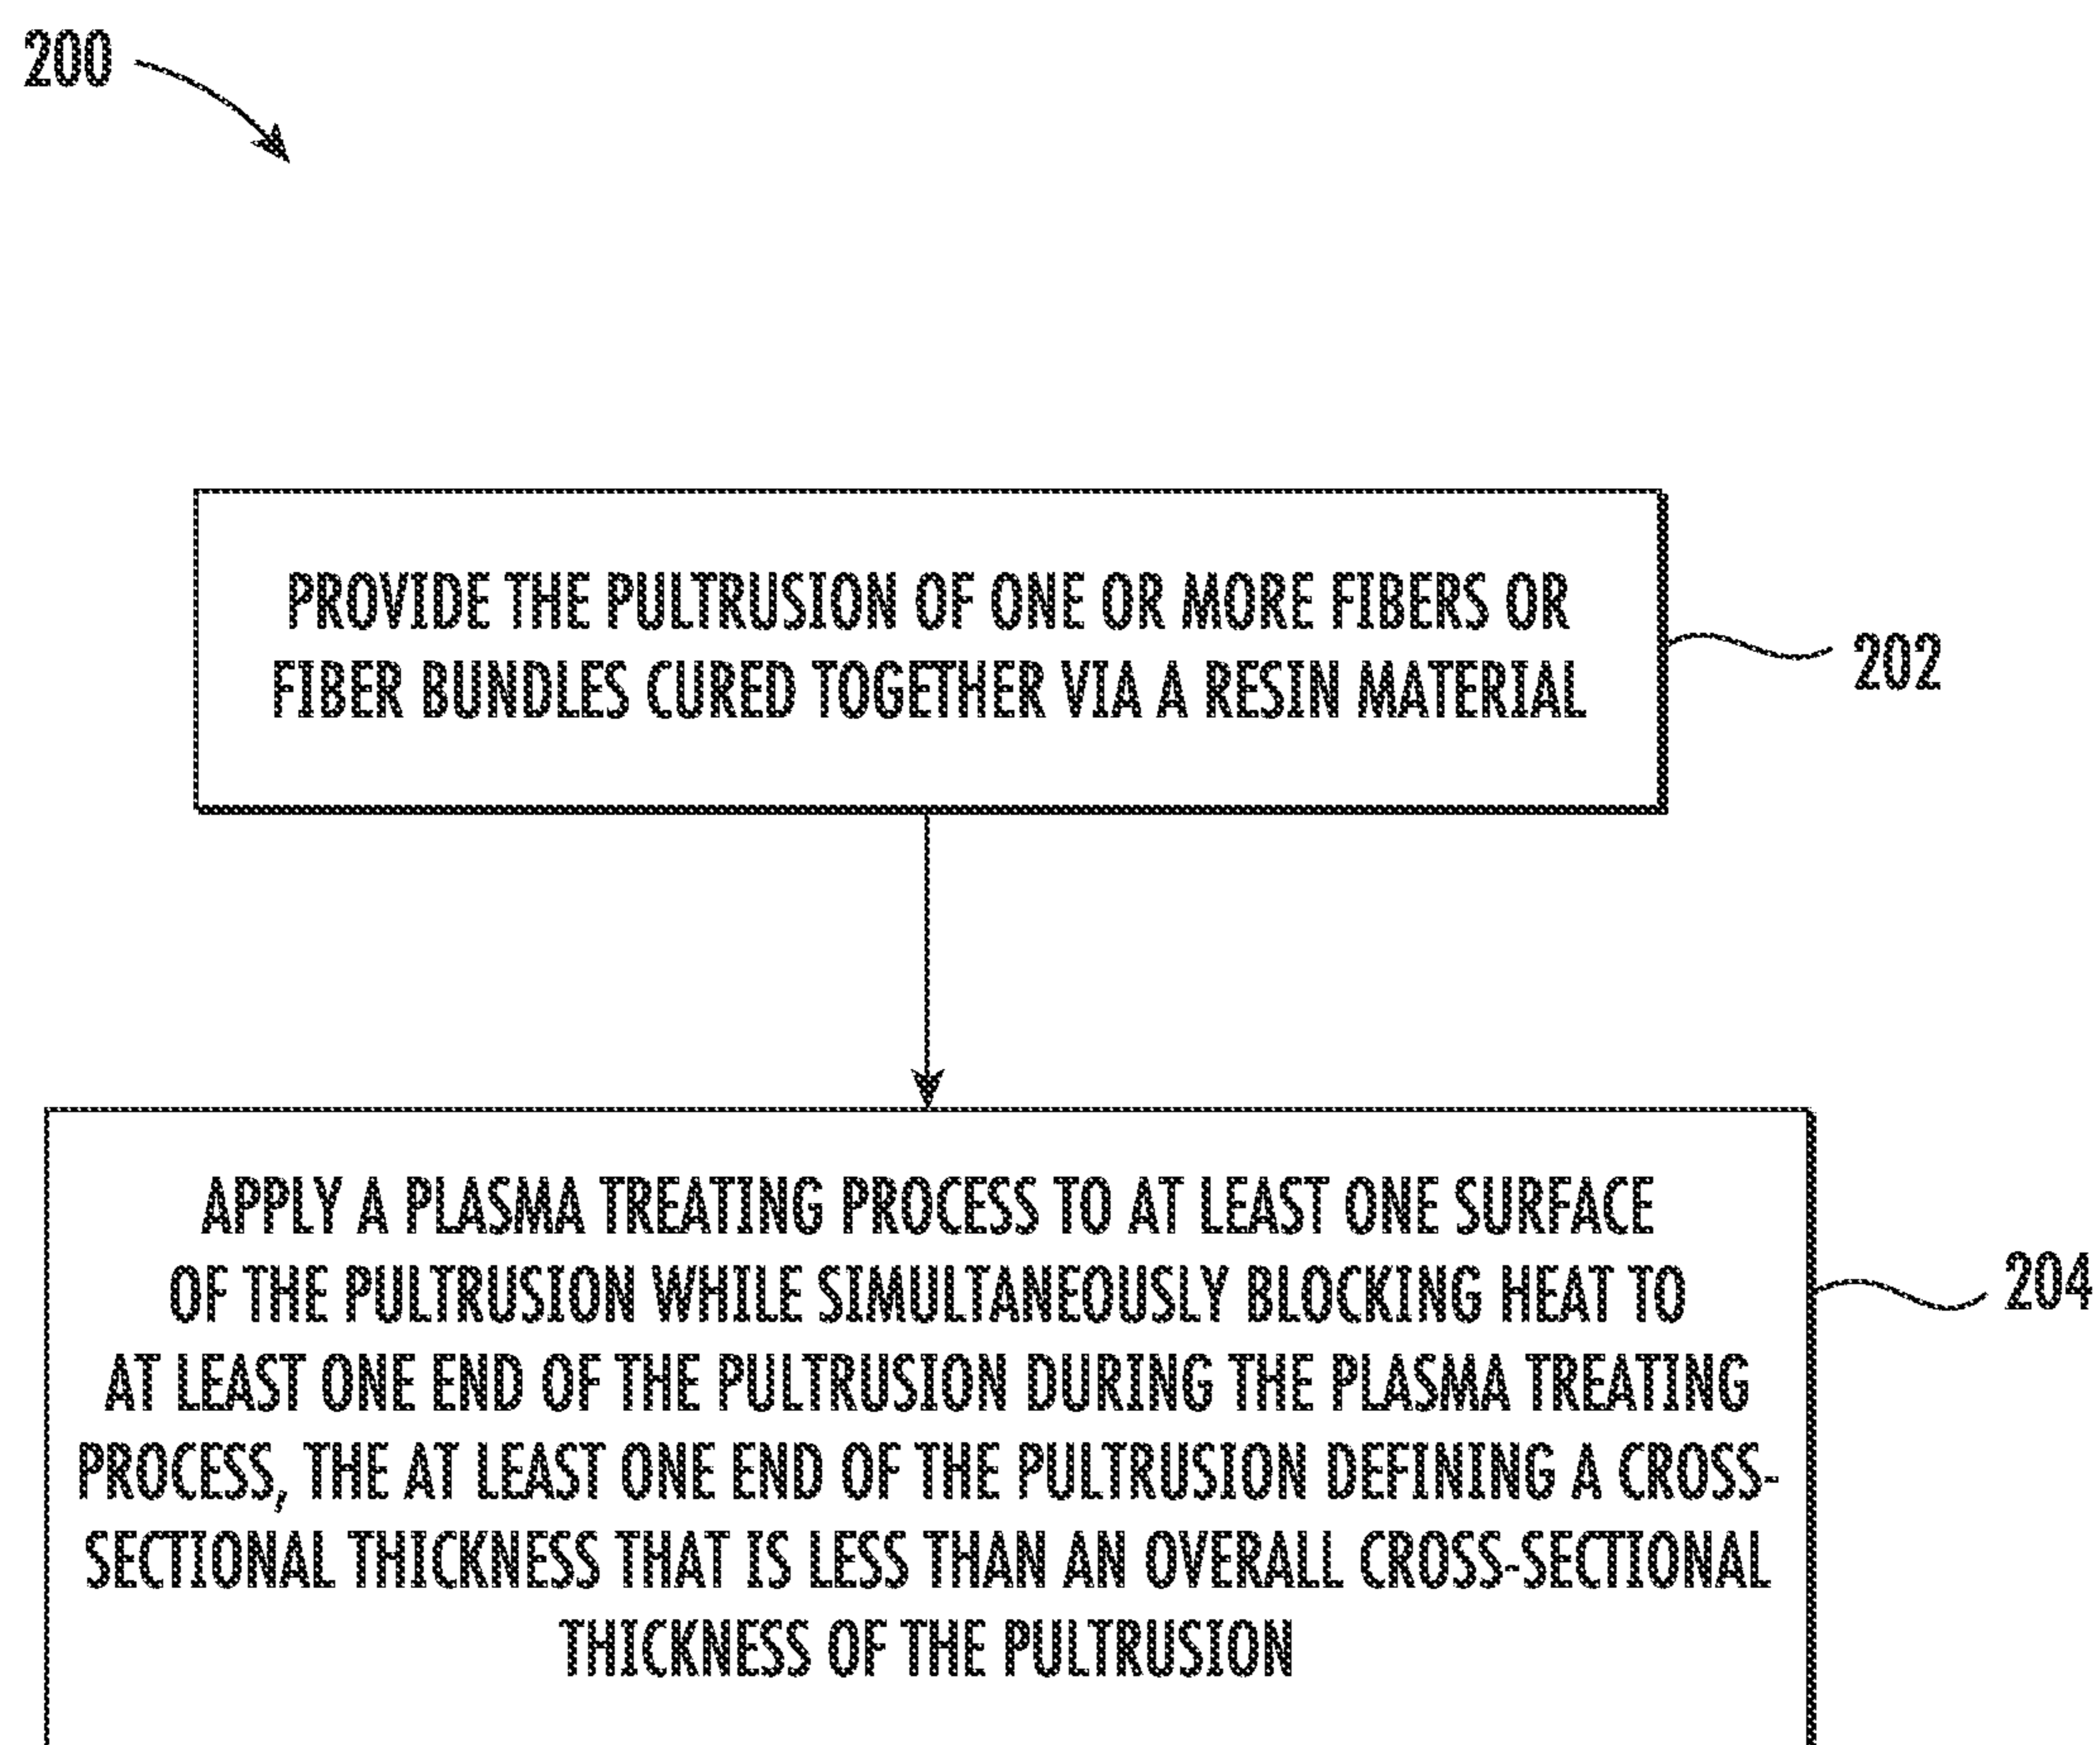 200
PROVIDE THE PULTRUSION OF ONE OR MORE FIBERS OR
FIBER BUNDLES CURED TOGETHER VIA A RESIN MATERIAL
202
APPLY A PLASMA TREATING PROCESS TO AT LEAST ONE SURFACE
OF THE PULTRUSION WHILE SIMULTANEOUSLY BLOCKING HEAT TO
AT LEAST ONE END OF THE PULTRUSION DURING THE PLASMA TREATING
PROCESS, THE AT LEAST ONE END OF THE PULTRUSION DEFINING A CROSS-
SECTIONAL THICKNESS THAT IS LESS THAN AN OVERALL CROSS-SECTIONAL
THICKNESS OF THE PULTRUSION
204